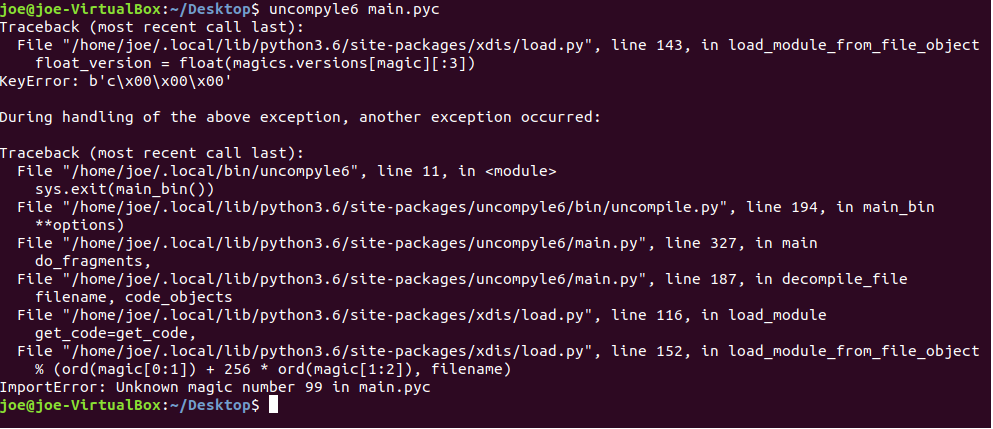 joe@joe-VirtualBox:~/Desktop$ uncompyle6 main.pyc
Traceback (most recent call last):
  File "/home/joe/.local/lib/python3.6/site-packages/xdis/load.py", line 143, in load_module_from_file_object
    float_version = float(magics.versions[magic][:3])
KeyError: b'c\x00\x00\x00'

During handling of the above exception, another exception occurred:

Traceback (most recent call last):
  File "/home/joe/.local/bin/uncompyle6", line 11, in <module>
    sys.exit(main_bin())
  File "/home/joe/.local/lib/python3.6/site-packages/uncompyle6/bin/uncompile.py", line 194, in main_bin
    **options)
  File "/home/joe/.local/lib/python3.6/site-packages/uncompyle6/main.py", line 327, in main
    do_fragments,
  File "/home/joe/.local/lib/python3.6/site-packages/uncompyle6/main.py", line 187, in decompile_file
    filename, code_objects
  File "/home/joe/.local/lib/python3.6/site-packages/xdis/load.py", line 116, in load_module
    get_code=get_code,
  File "/home/joe/.local/lib/python3.6/site-packages/xdis/load.py", line 152, in load_module_from_file_object
    % (ord(magic[0:1]) + 256 * ord(magic[1:2]), filename)
ImportError: Unknown magic number 99 in main.pyc
joe@joe-VirtualBox:~/Desktop$